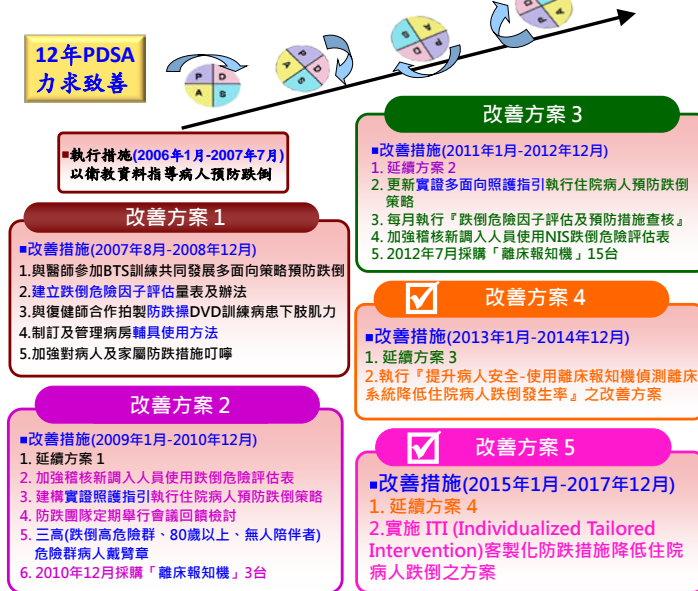 12年PDSA
力求致善
P D
A S
P
D
A
S
A
S
P
D
A
P
■執行措施(2006年1月-2007年7月)
以衛教資料指導病人預防跌倒
改善方案 1
■改善措施(2007年8月-2008年12月)
1.與醫師參加BTS訓練共同發展多面向策略預防跌倒
2.建立跌倒危險因子評估量表及辦法
3.與復健師合作拍製防跌操DVD訓練病患下肢肌力
4.制訂及管理病房輔具使用方法
5.加強對病人及家屬防跌措施叮嚀
改善方案 2
■改善措施(2009年1月-2010年12月)
1. 延續方案 1
2. 加強稽核新調入人員使用跌倒危險評估表
3. 建構實證照護指引執行住院病人預防跌倒策略
4. 防跌團隊定期舉行會議回饋檢討
5. 三高(跌倒高危險群、80歲以上、無人陪伴者)
危險群病人戴臂章
6. 2010年12月採購「離床報知機」3台
改善方案 3
■改善措施(2011年1月-2012年12月)
1. 延續方案 2
2. 更新實證多面向照護指引執行住院病人預防跌倒
策略
3. 每月執行『跌倒危險因子評估及預防措施查核』
4. 加強稽核新調入人員使用NIS跌倒危險評估表
5. 2012年7月採購「離床報知機」15台
改善方案 4
■改善措施(2013年1月-2014年12月)
1. 延續方案 3
2.執行『提升病人安全-使用離床報知機偵測離床
系統降低住院病人跌倒發生率』之改善方案
改善方案 5
■改善措施(2015年1月-2017年12月)
1. 延續方案 4
2.實施 ITI (Individualized Tailored
Intervention)客製化防跌措施降低住院
病人跌倒之方案